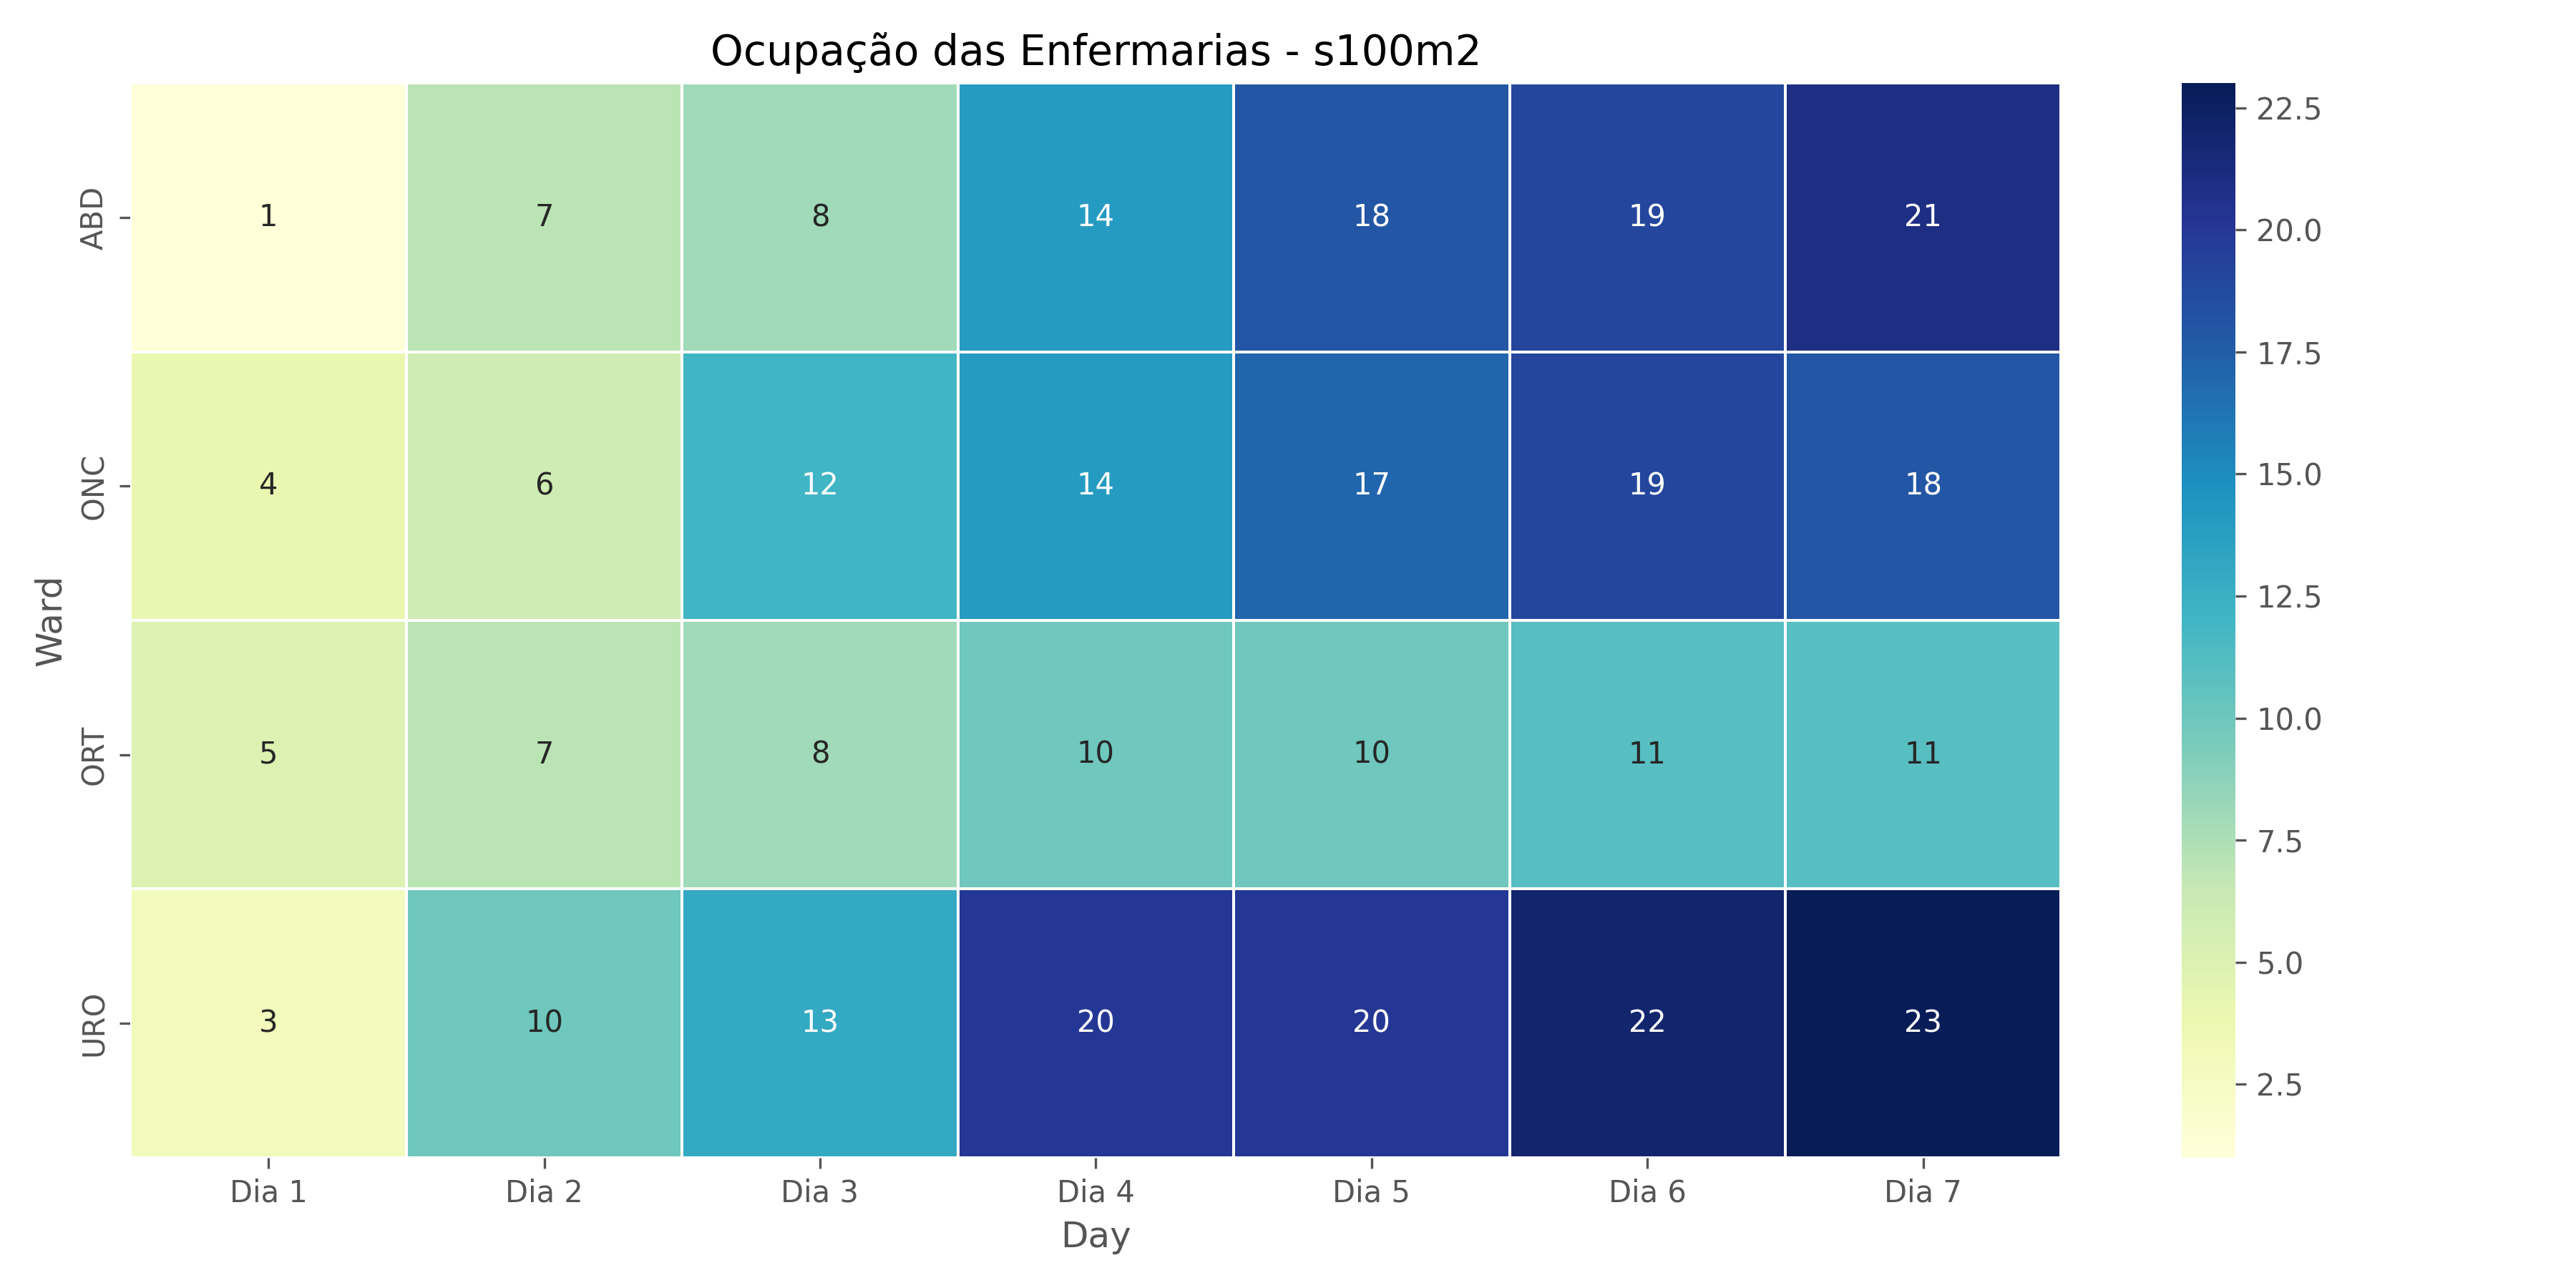 Ocupação das Enfermarias - s100m2
Ward
ABD 1 7 8 14 18 19 21
ONC 4 6 12 14 17 19 18
ORT 5 7 8 10 10 11 11
URO 3 10 13 20 20 22 23
Dia 1 Dia 2 Dia 3 Dia 4 Dia 5 Dia 6 Dia 7
Day
22.5
20.0
17.5
15.0
12.5
10.0
7.5
5.0
2.5